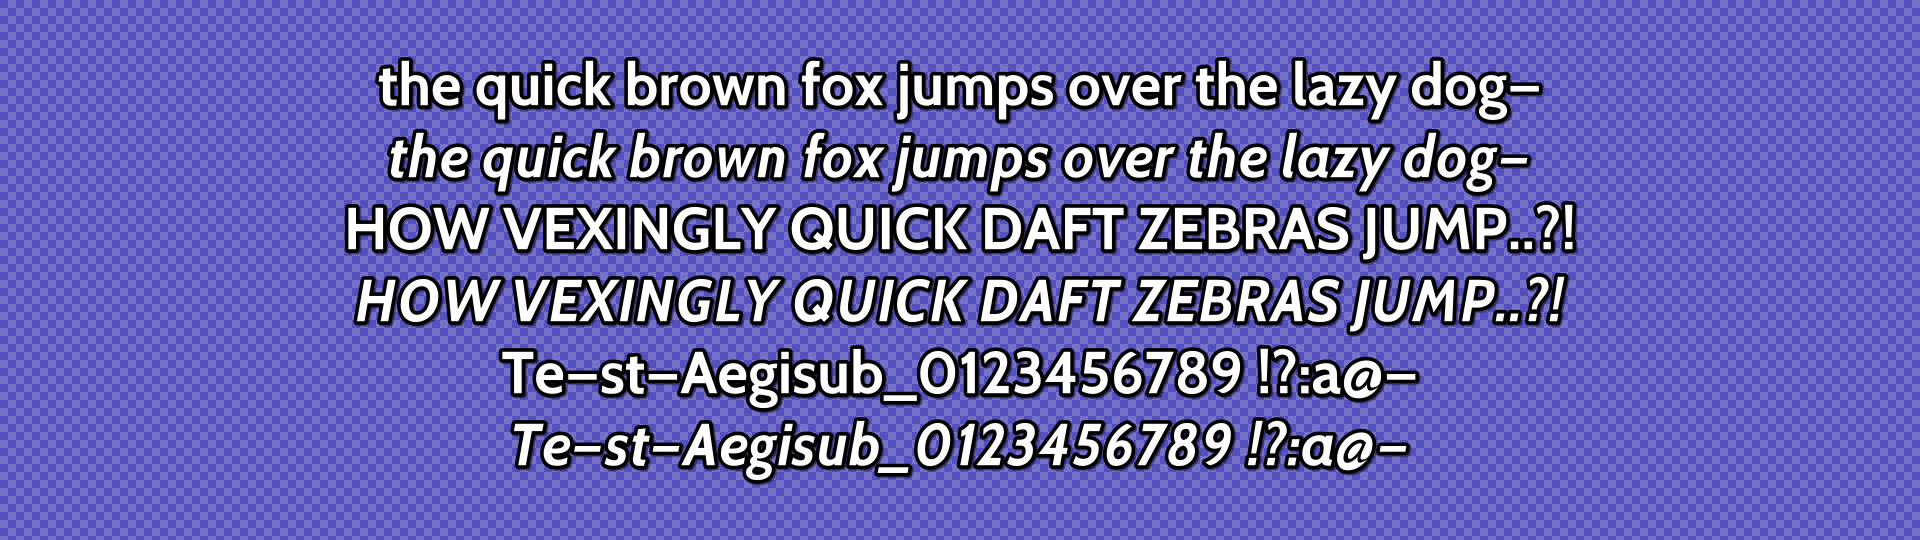 the quick brown fox jumps over the lazy dog–
the quick brown fox jumps over the lazy dog–
HOW VEXINGLY QUICK DAFT ZEBRAS JUMP..?!
HOW VEXINGLY QUICK DAFT ZEBRAS JUMP..?!
Te–st–Aegisub_0123456789 !?:a@–
Te–st–Aegisub_0123456789 !?:a@–